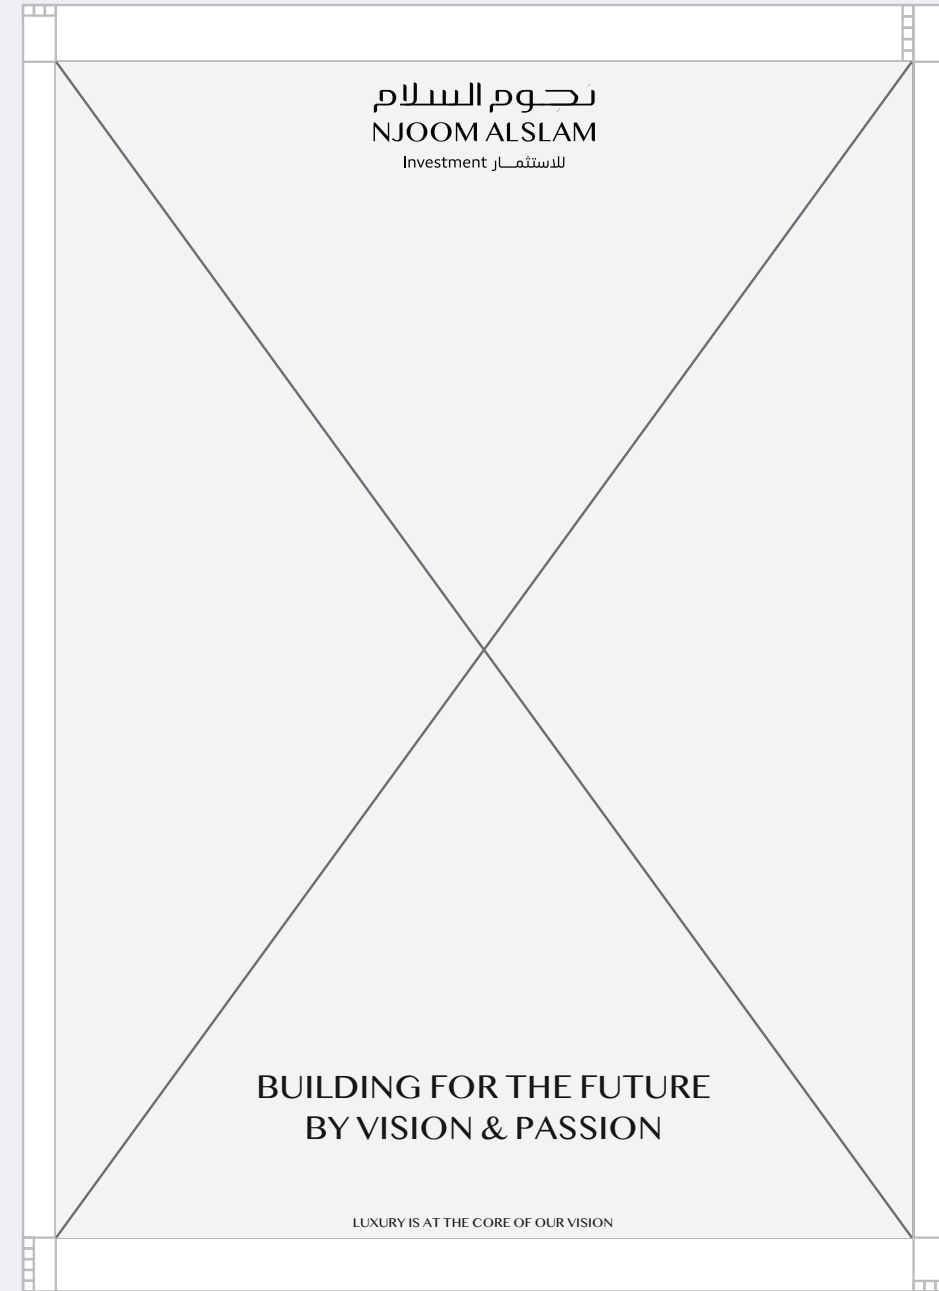 نجوم السلام
NJOOM ALSLAM
Investment للاستثمـــار
BUILDING FOR THE FUTURE
BY VISION & PASSION
LUXURY IS AT THE CORE OF OUR VISION